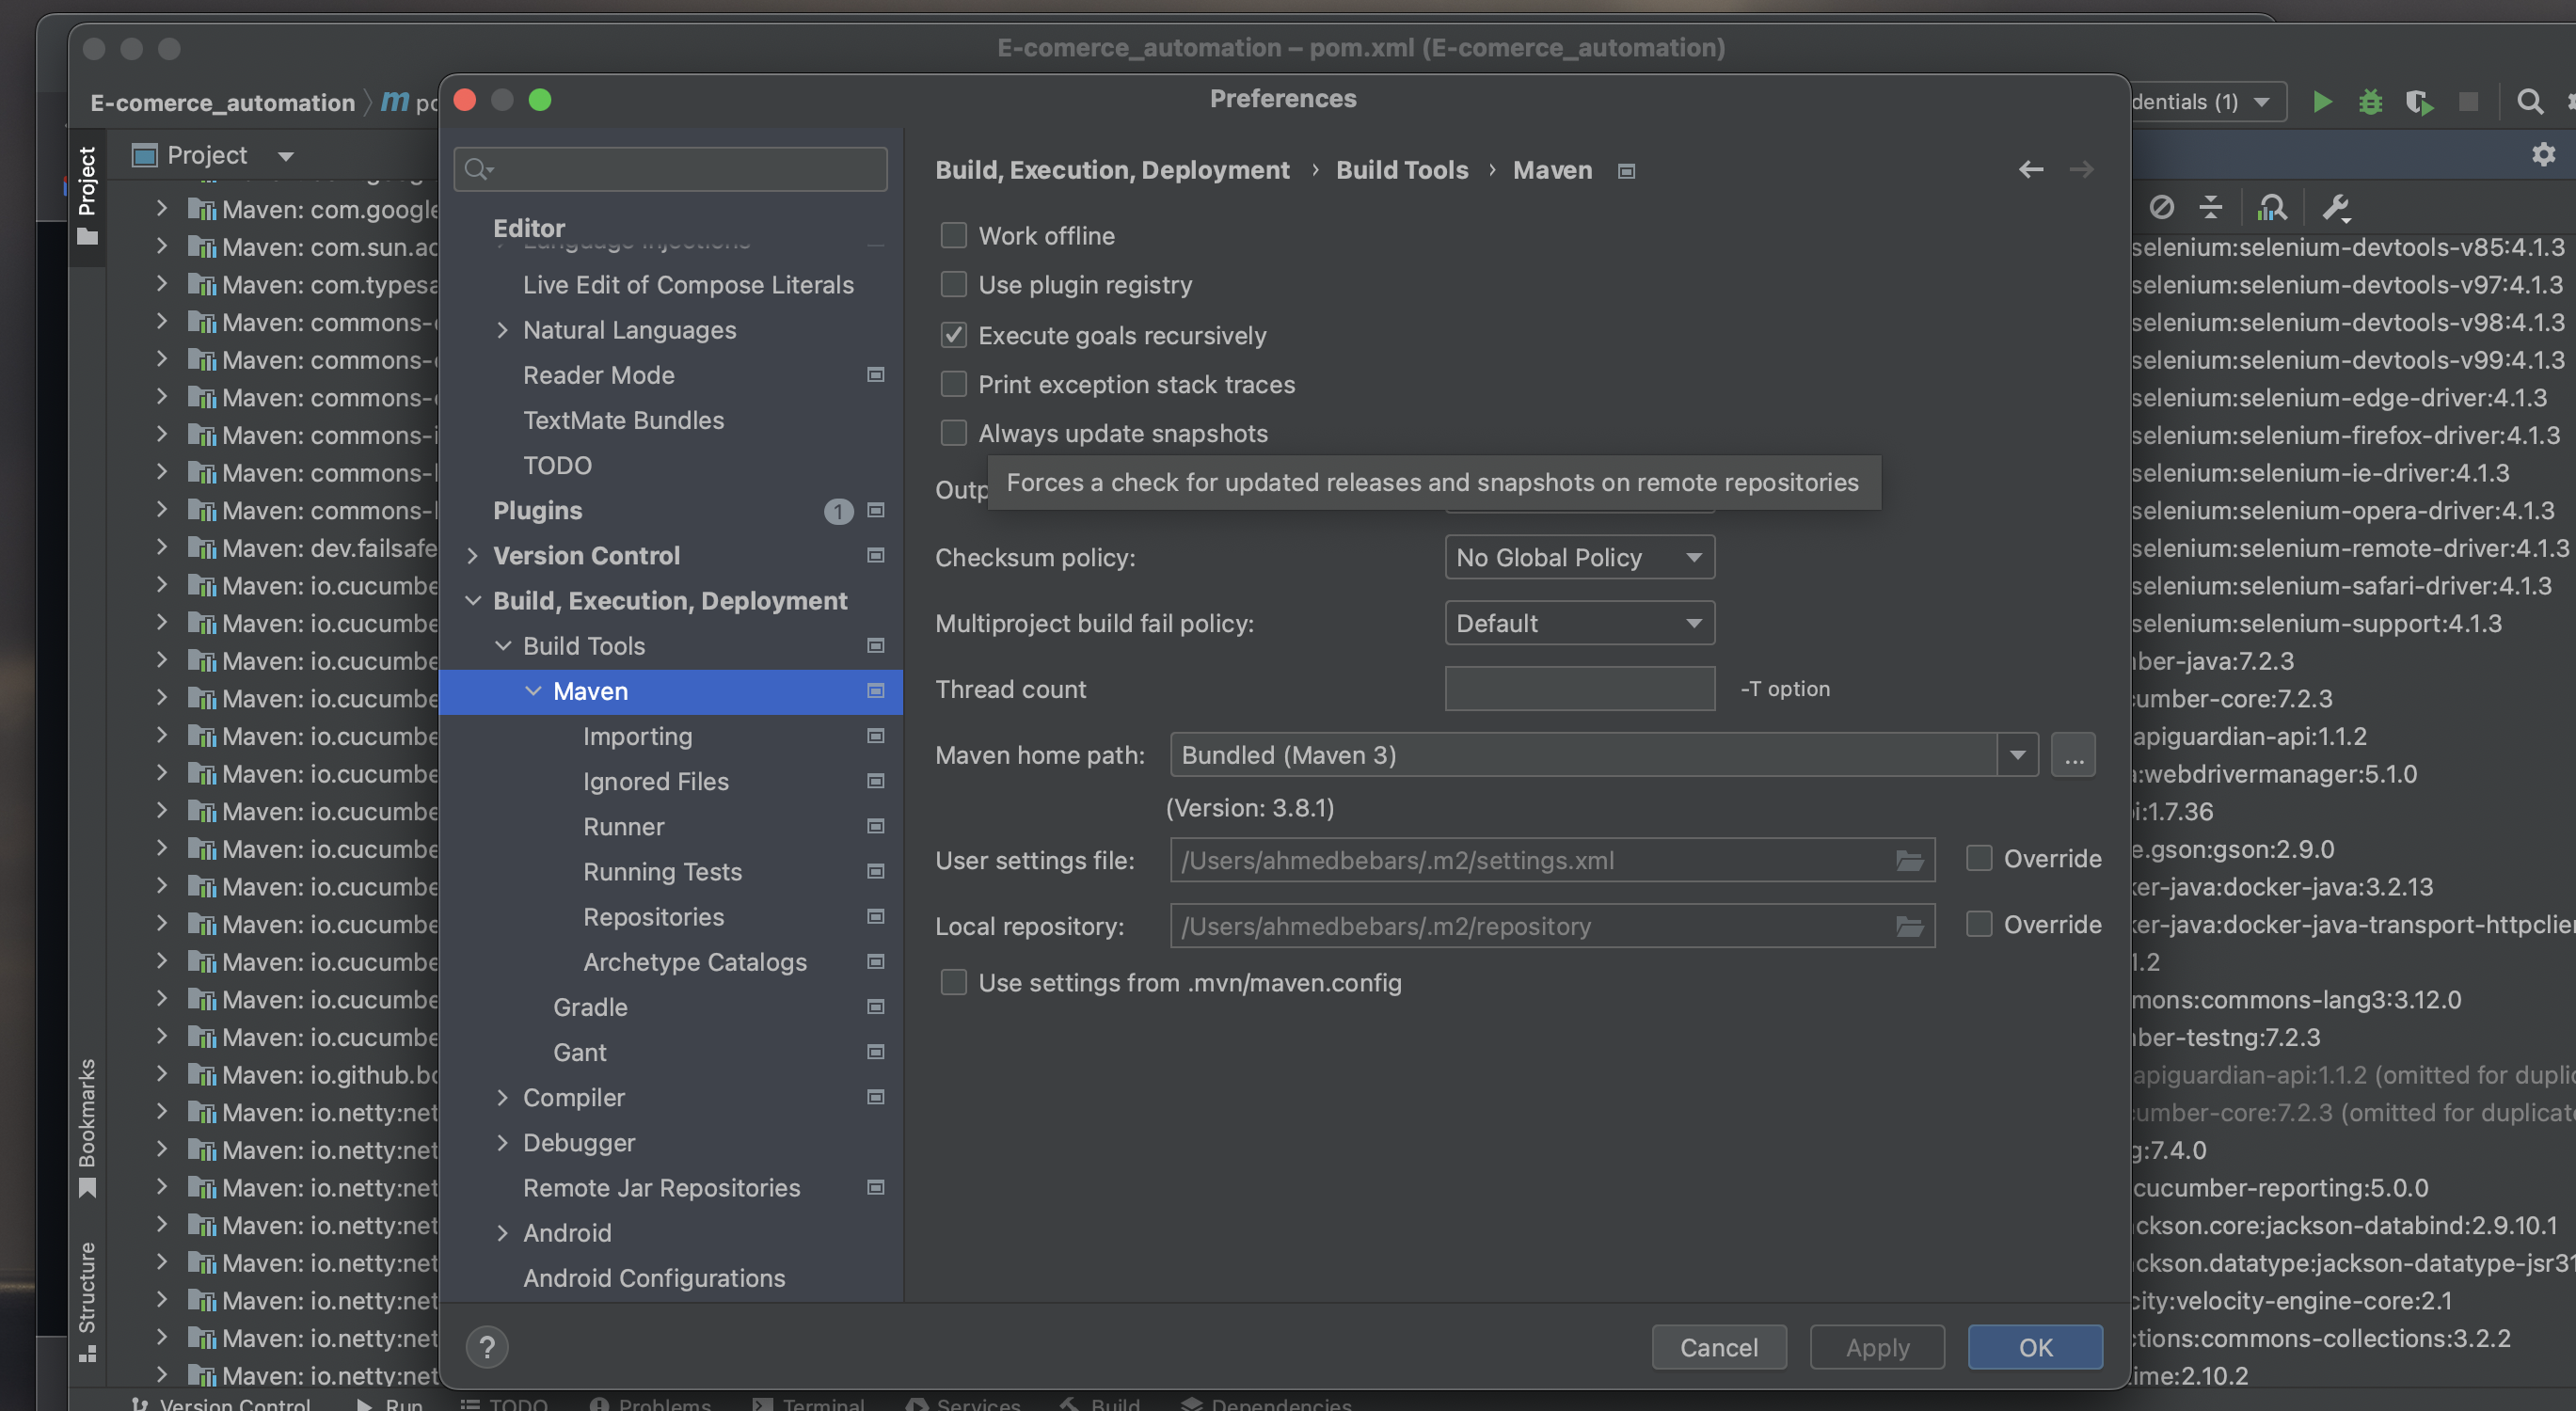 E-comerce_automation – pom.xml (E-comerce_automation)
E-comerce_automation
m
Preferences
dentials (1)
Project
Project
Maven: com.google
Maven: com.sun.ac
Maven: com.typesa
Maven: commons-
Maven: commons-
Maven: commons-
Maven: commons-i
Maven: commons-
Maven: commons-
Maven: dev.failsafe
Maven: io.cucumbe
Maven: io.cucumbe
Maven: io.cucumbe
Maven: io.cucumbe
Maven: io.cucumbe
Maven: io.cucumbe
Maven: io.cucumbe
Maven: io.cucumbe
Maven: io.cucumbe
Maven: io.cucumbe
Maven: io.cucumbe
Maven: io.cucumbe
Maven: io.cucumbe
Maven: io.github.bo
Maven: io.netty:net
Maven: io.netty:net
Maven: io.netty:net
Maven: io.netty:net
Maven: io.netty:net
Maven: io.netty:net
Maven: io.netty:net
Maven: io.netty:net
Bookmarks
Structure
Editor
Language Injections
Live Edit of Compose Literals
Natural Languages
Reader Mode
TextMate Bundles
TODO
Plugins 1
Version Control
Build, Execution, Deployment
Build Tools
Maven
Importing
Ignored Files
Runner
Running Tests
Repositories
Archetype Catalogs
Gradle
Gant
Compiler
Debugger
Remote Jar Repositories
Android
Android Configurations
?
Build, Execution, Deployment › Build Tools › Maven
Work offline
Use plugin registry
Execute goals recursively
Print exception stack traces
Always update snapshots
Outp
Forces a check for updated releases and snapshots on remote repositories
Checksum policy: No Global Policy
Multiproject build fail policy: Default
Thread count -T option
Maven home path: Bundled (Maven 3) ...
(Version: 3.8.1)
User settings file: /Users/ahmedbebars/.m2/settings.xml Override
Local repository: /Users/ahmedbebars/.m2/repository Override
Use settings from .mvn/maven.config
Cancel Apply OK
selenium:selenium-devtools-v85:4.1.3
selenium:selenium-devtools-v97:4.1.3
selenium:selenium-devtools-v98:4.1.3
selenium:selenium-devtools-v99:4.1.3
selenium:selenium-edge-driver:4.1.3
selenium:selenium-firefox-driver:4.1.3
selenium:selenium-ie-driver:4.1.3
selenium:selenium-opera-driver:4.1.3
selenium:selenium-remote-driver:4.1.3
selenium:selenium-safari-driver:4.1.3
selenium:selenium-support:4.1.3
ber-java:7.2.3
cumber-core:7.2.3
apiguardian-api:1.1.2
:webdrivermanager:5.1.0
i:1.7.36
e.gson:gson:2.9.0
ker-java:docker-java:3.2.13
ker-java:docker-java-transport-httpclien
1.2
mons:commons-lang3:3.12.0
ber-testng:7.2.3
apiguardian-api:1.1.2 (omitted for duplic
cumber-core:7.2.3 (omitted for duplicate
g:7.4.0
cucumber-reporting:5.0.0
ckson.core:jackson-databind:2.9.10.1
ckson.datatype:jackson-datatype-jsr31
city:velocity-engine-core:2.1
ctions:commons-collections:3.2.2
ime:2.10.2
Version Control Run TODO Problems Terminal Services Build Dependencies